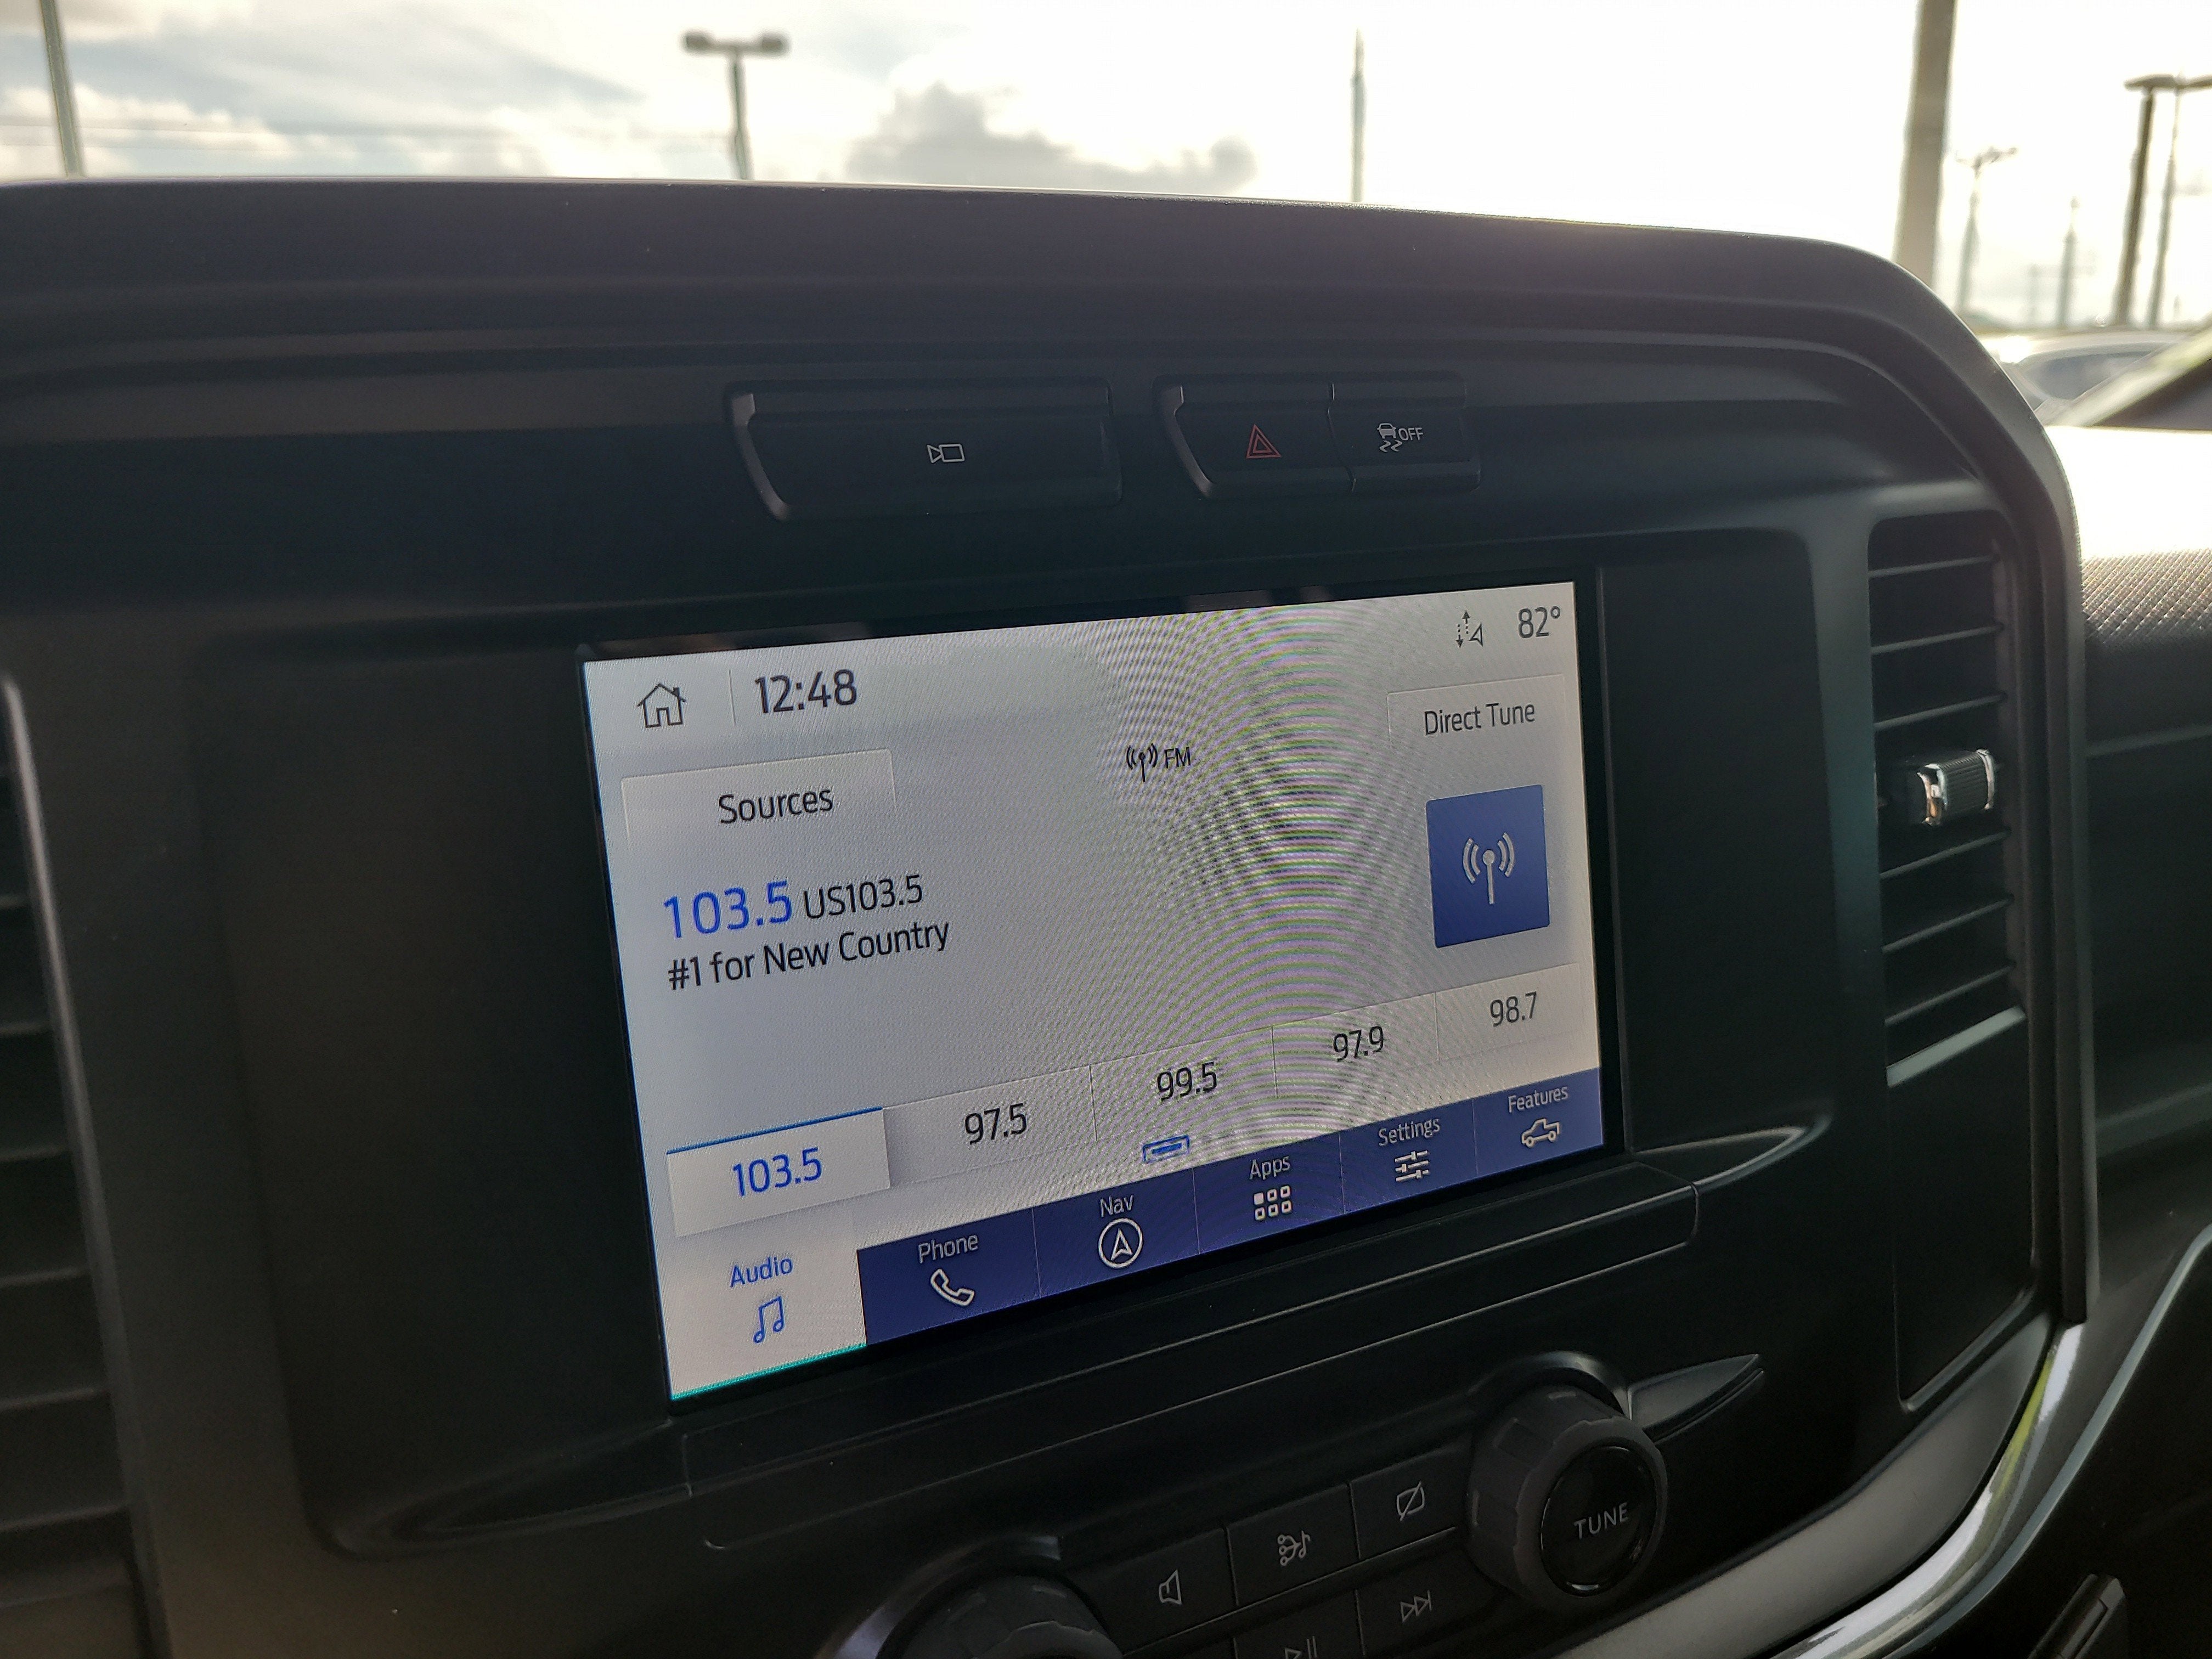 OFF
12:48
82°
Sources
FM
Direct Tune
103.5 US103.5
#1 for New Country
103.5
97.5
99.5
97.9
98.7
Audio
Phone
Nav
Apps
Settings
Features
TUNE